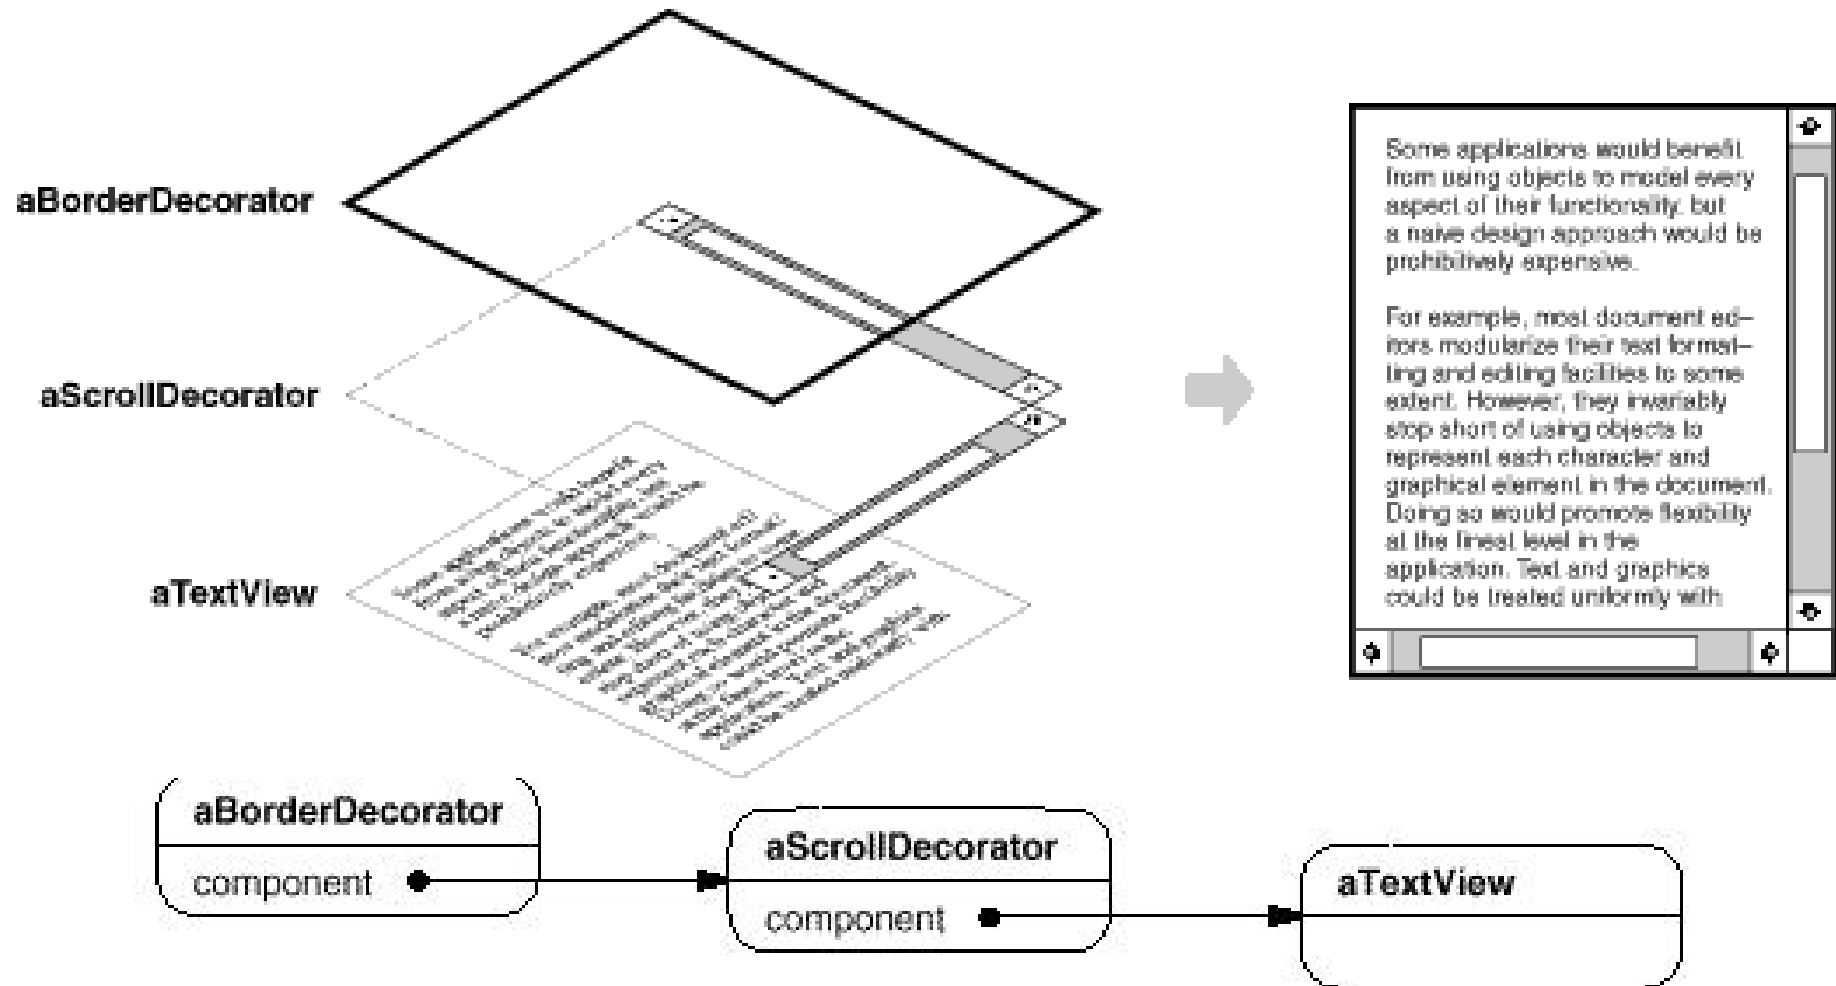 aBorderDecorator
aScrollDecorator
aTextView
Some applications would benefit
from using objects to model every
aspect of their functionality, but
a naive design approach would be
prohibitively expensive.
For example, most document ed–
itors modularize their text format–
ting and editing facilities to some
extent. However, they invariably
stop short of using objects to
represent each character and
graphical element in the document.
Doing so would promote flexibility
at the finest level in the
application. Text and graphics
could be treated uniformly with
aBorderDecorator
component
aScrollDecorator
component
aTextView